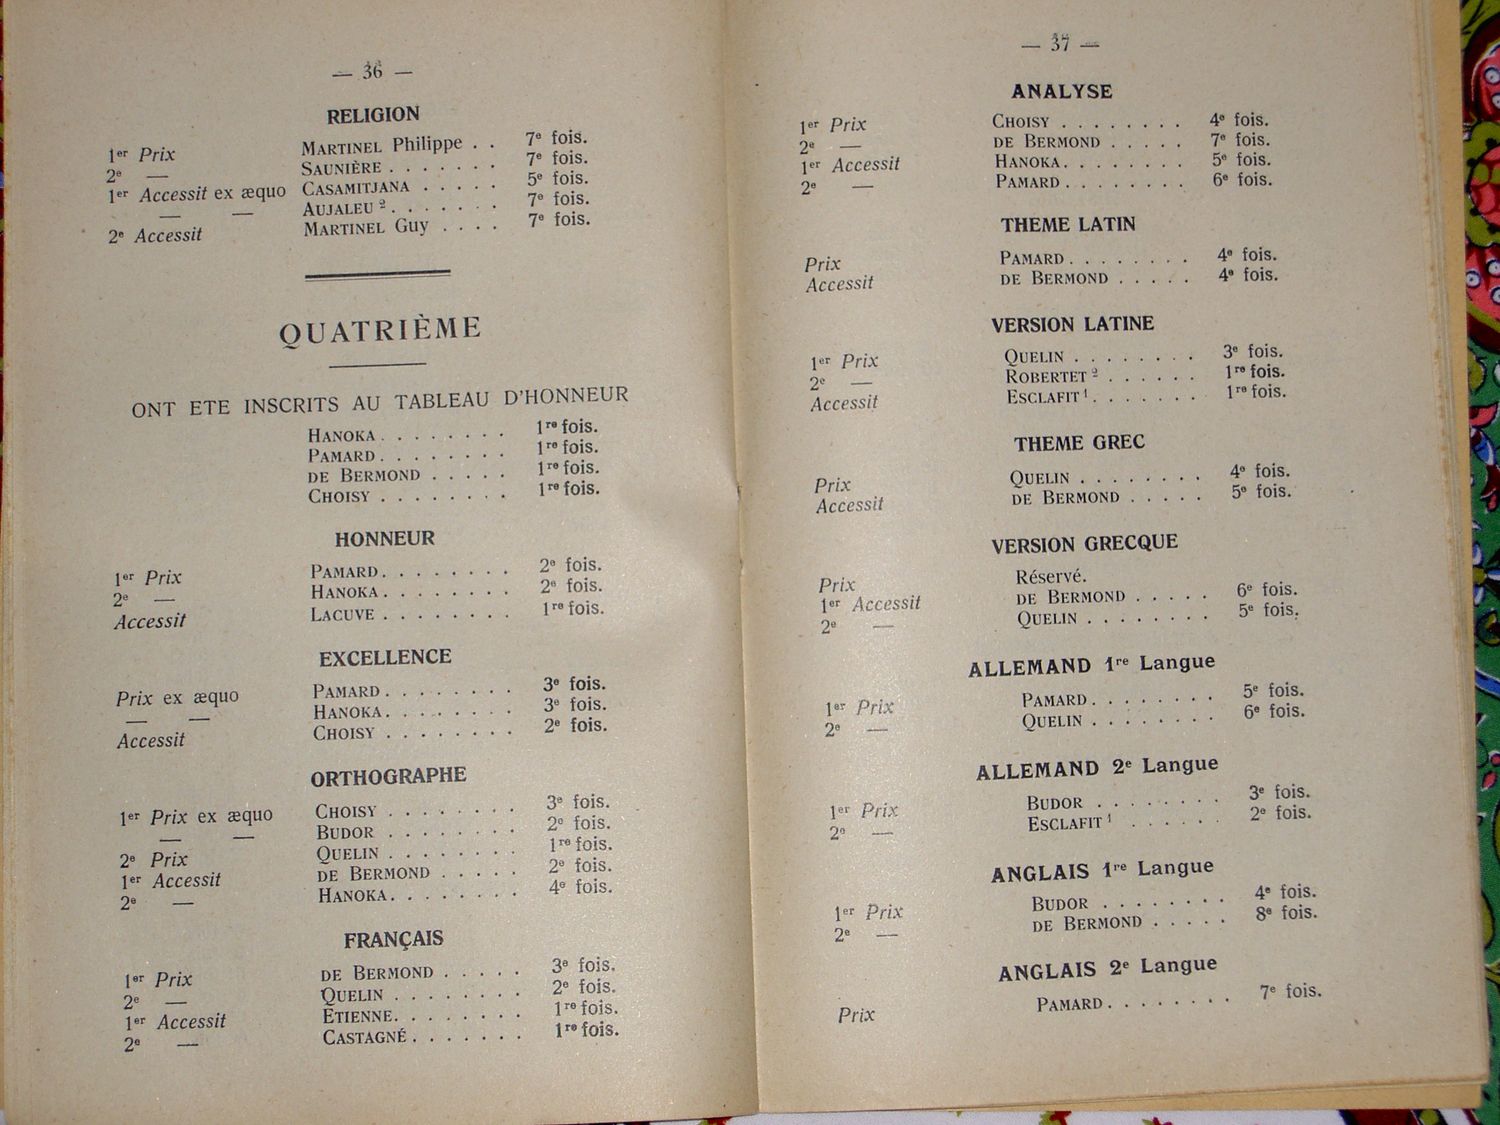 — 36 —
RELIGION
1er Prix MARTINEL Philippe . . 7e fois.
2e — SAUNIÈRE . . . . . . . 7e fois.
1er Accessit ex æquo CASAMITJANA . . . . . 5e fois.
— — AUJALEU 2 . . . . . . . 7e fois.
2e Accessit MARTINEL Guy . . . . 7e fois.
QUATRIÈME
ONT ETE INSCRITS AU TABLEAU D'HONNEUR
HANOKA . . . . . . . . 1re fois.
PAMARD . . . . . . . . 1re fois.
DE BERMOND . . . . . 1re fois.
CHOISY . . . . . . . . 1re fois.
HONNEUR
1er Prix PAMARD . . . . . . . . 2e fois.
2e — HANOKA . . . . . . . . 2e fois.
Accessit LACUVE . . . . . . . . 1re fois.
EXCELLENCE
Prix ex æquo PAMARD . . . . . . . . 3e fois.
— — HANOKA . . . . . . . . 3e fois.
Accessit CHOISY . . . . . . . . 2e fois.
ORTHOGRAPHE
1er Prix ex æquo CHOISY . . . . . . . . 3e fois.
— — BUDOR . . . . . . . . 2e fois.
2e Prix QUELIN . . . . . . . . 1re fois.
1er Accessit DE BERMOND . . . . . 2e fois.
2e — HANOKA . . . . . . . . 4e fois.
FRANÇAIS
1er Prix DE BERMOND . . . . . 3e fois.
2e — QUELIN . . . . . . . . 2e fois.
1er Accessit ETIENNE . . . . . . . . 1re fois.
2e — CASTAGNÉ . . . . . . . 1re fois.
— 37 —
ANALYSE
1er Prix CHOISY . . . . . . . . 4e fois.
2e — DE BERMOND . . . . . 7e fois.
1er Accessit HANOKA . . . . . . . . 5e fois.
2e — PAMARD . . . . . . . . 6e fois.
THEME LATIN
Prix PAMARD . . . . . . . . 4e fois.
Accessit DE BERMOND . . . . . 4e fois.
VERSION LATINE
1er Prix QUELIN . . . . . . . . 3e fois.
2e — ROBERTET 2 . . . . . . 1re fois.
Accessit ESCLAFIT 1 . . . . . . . 1re fois.
THEME GREC
Prix QUELIN . . . . . . . . 4e fois.
Accessit DE BERMOND . . . . . 5e fois.
VERSION GRECQUE
Prix Réservé.
1er Accessit DE BERMOND . . . . . 6e fois.
2e — QUELIN . . . . . . . . 5e fois.
ALLEMAND 1re Langue
1er Prix PAMARD . . . . . . . . 5e fois.
2e — QUELIN . . . . . . . . 6e fois.
ALLEMAND 2e Langue
1er Prix BUDOR . . . . . . . . 3e fois.
2e — ESCLAFIT 1 . . . . . . 2e fois.
ANGLAIS 1re Langue
1er Prix BUDOR . . . . . . . . 4e fois.
2e — DE BERMOND . . . . . 8e fois.
ANGLAIS 2e Langue
Prix PAMARD . . . . . . . . 7e fois.